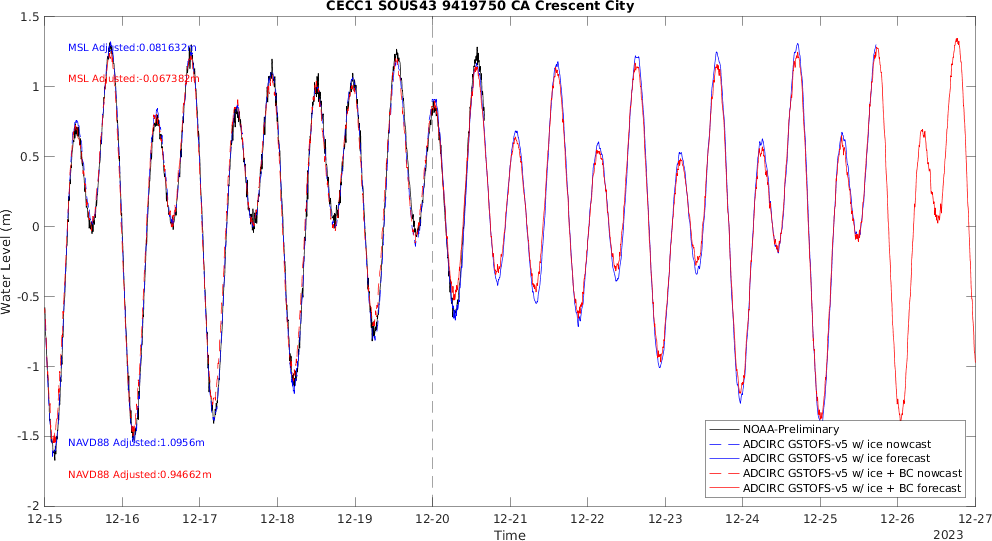 CECC1 SOUS43 9419750 CA Crescent City
MSL Adjusted:0.081632m
MSL Adjusted:-0.067382m
NAVD88 Adjusted:1.0956m
NAVD88 Adjusted:0.94662m
1.5
1
0.5
0
-0.5
-1
-1.5
-2
Water Level (m)
NOAA-Preliminary
ADCIRC GSTOFS-v5 w/ ice nowcast
ADCIRC GSTOFS-v5 w/ ice forecast
ADCIRC GSTOFS-v5 w/ ice + BC nowcast
ADCIRC GSTOFS-v5 w/ ice + BC forecast
12-15 12-16 12-17 12-18 12-19 12-20 12-21 12-22 12-23 12-24 12-25 12-26 12-27
Time
2023